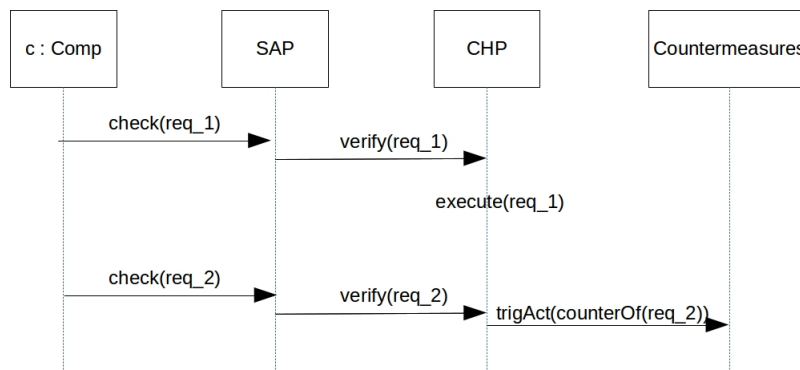 c : Comp
SAP
CHP
Countermeasures
check(req_1)
verify(req_1)
execute(req_1)
check(req_2)
verify(req_2)
trigAct(counterOf(req_2))